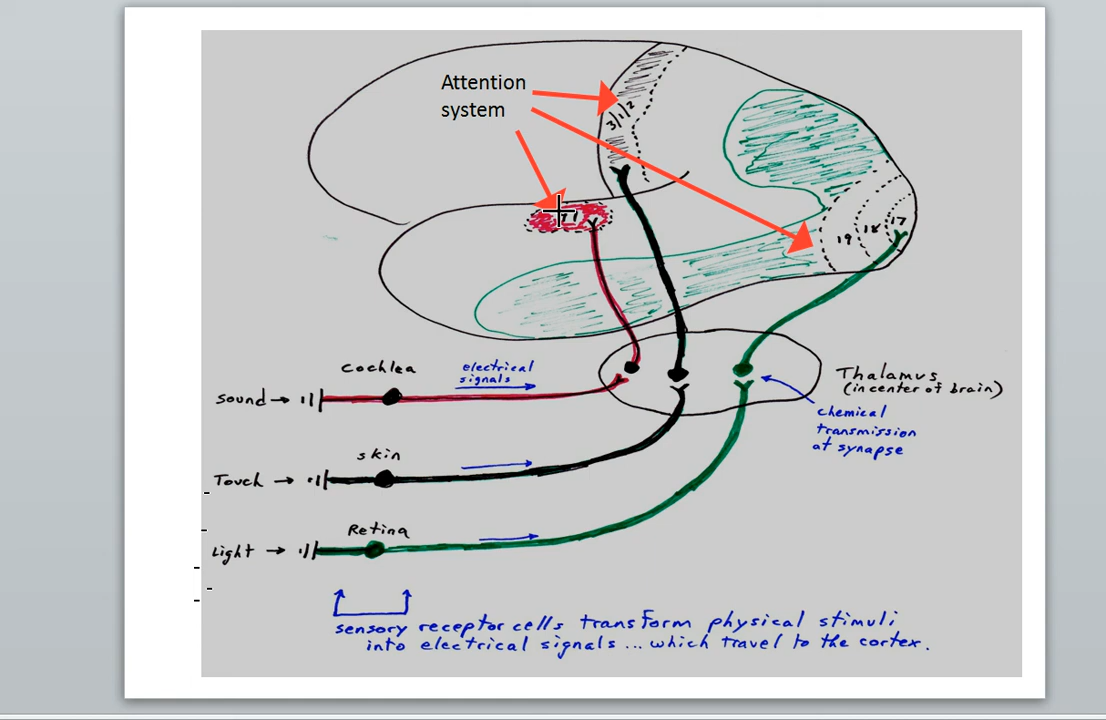 Attention
system
3/1/2
17
18
19
Cochlea
electrical
signals
Sound →
Thalamus
(in center of brain)
chemical
transmission
at synapse
skin
Touch →
Retina
Light →
sensory receptor cells transform physical stimuli
into electrical signals ... which travel to the cortex.